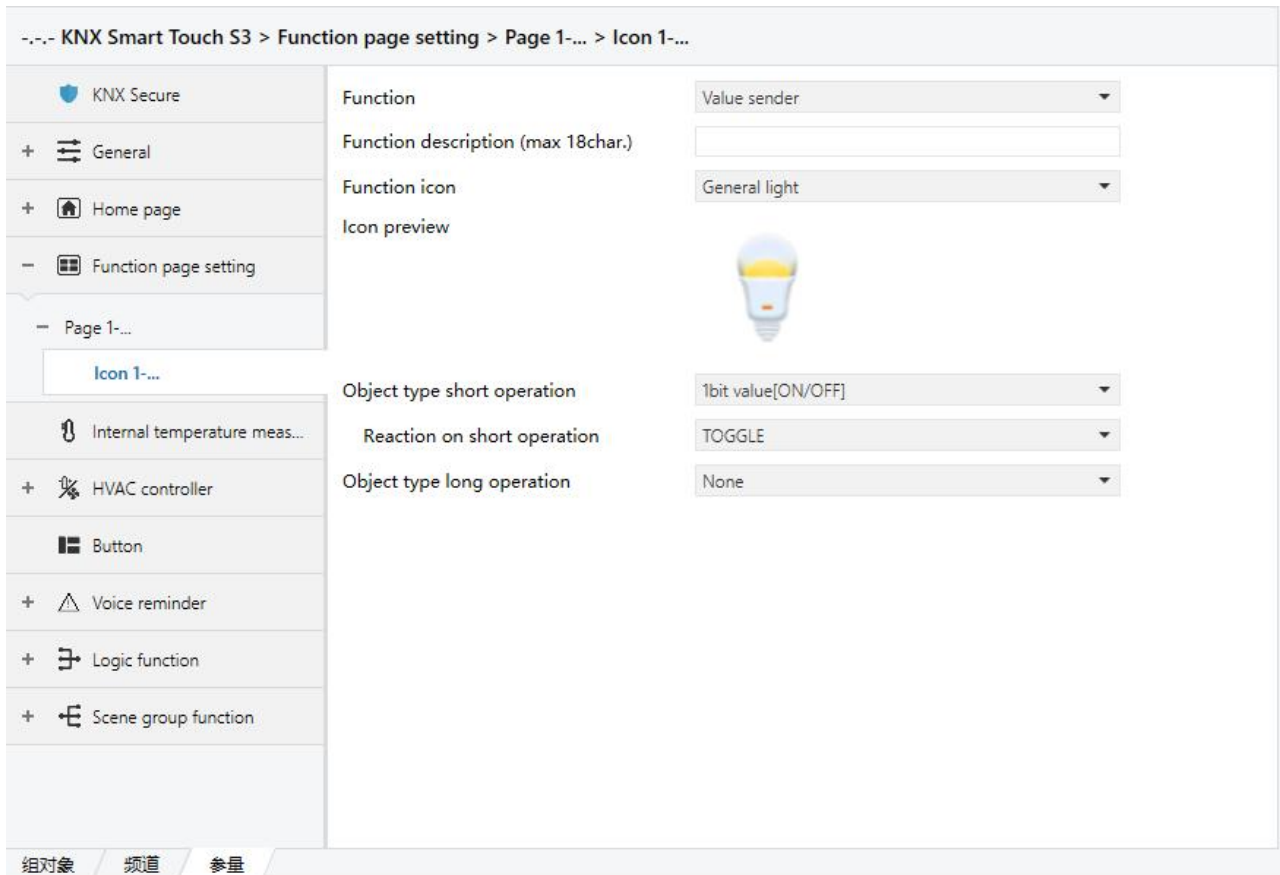 -.-.- KNX Smart Touch S3 > Function page setting > Page 1-... > Icon 1-...
KNX Secure
+ General
+ Home page
− Function page setting
− Page 1-...
Icon 1-...
Internal temperature meas...
+ HVAC controller
Button
+ Voice reminder
+ Logic function
+ Scene group function
Function Value sender
Function description (max 18char.)
Function icon General light
Icon preview
Object type short operation 1bit value[ON/OFF]
Reaction on short operation TOGGLE
Object type long operation None
组对象 频道 参量